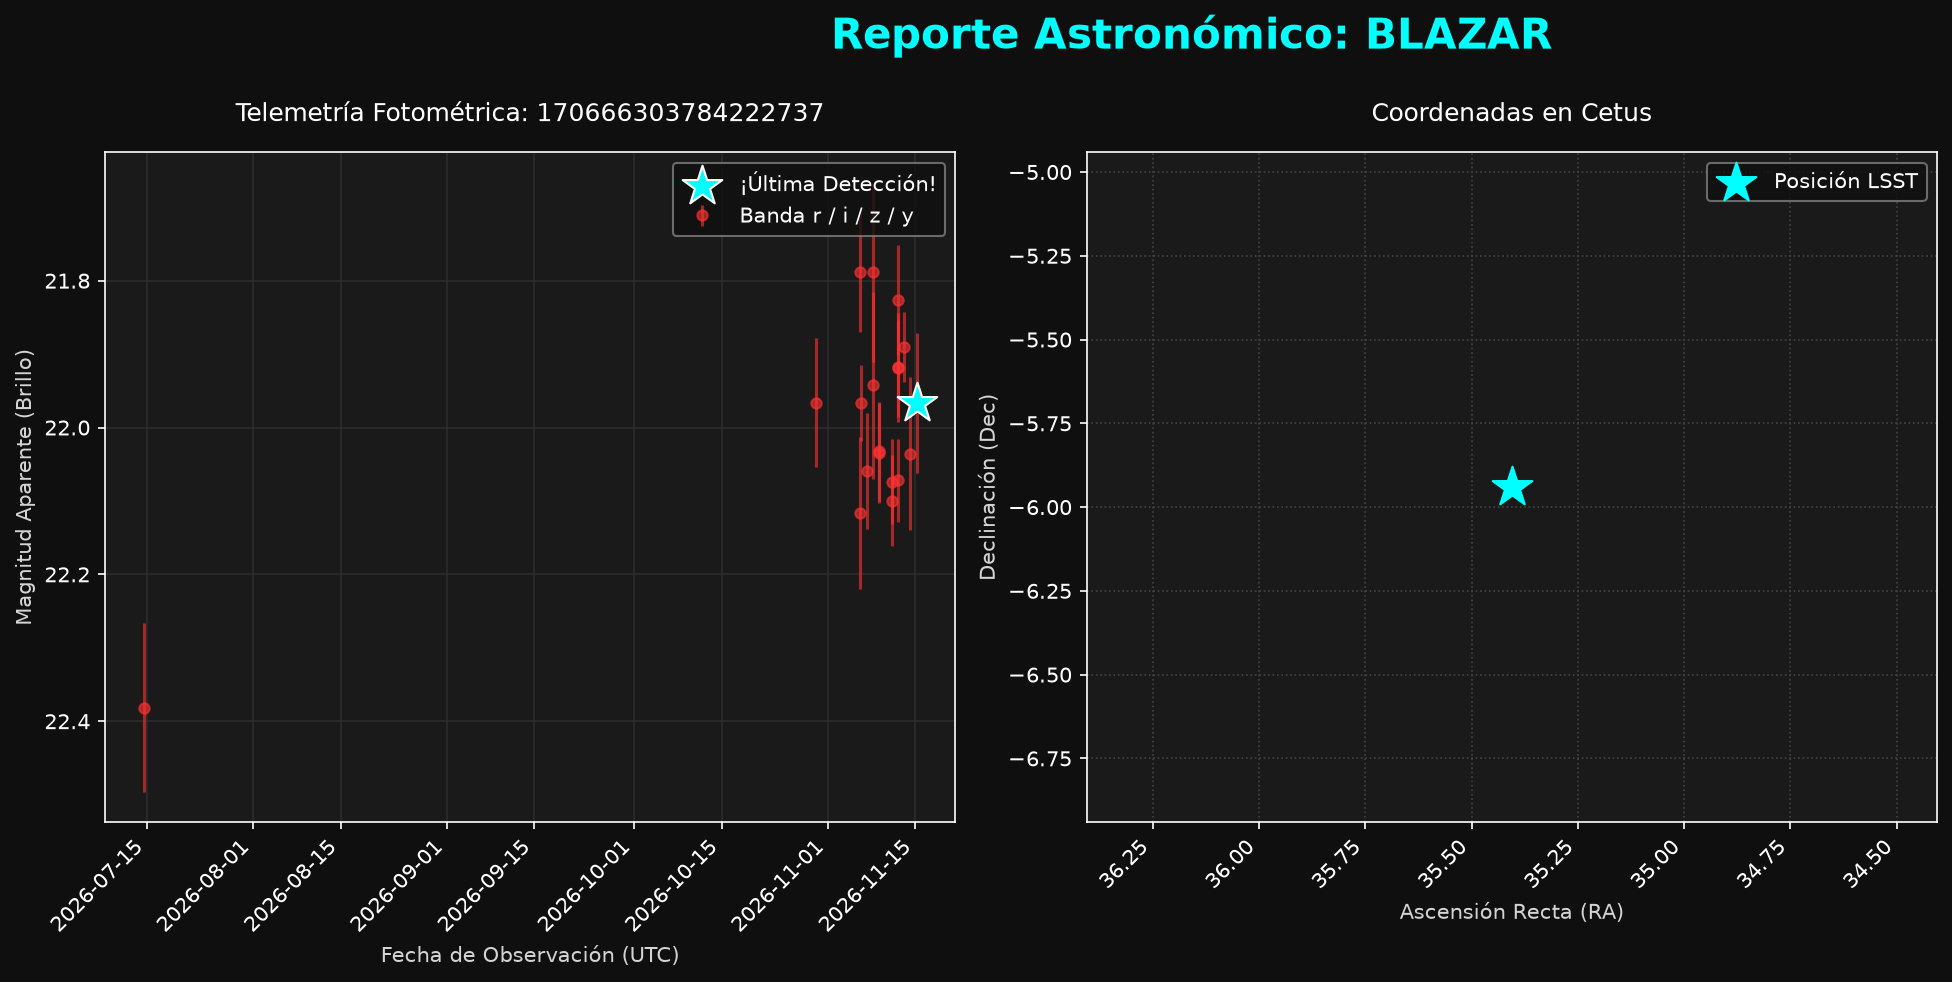 Reporte Astronómico: BLAZAR
Telemetría Fotométrica: 170666303784222737
¡Última Detección!
Banda r / i / z / y
Magnitud Aparente (Brillo)
21.8
22.0
22.2
22.4
2026-07-15
2026-08-01
2026-08-15
2026-09-01
2026-09-15
2026-10-01
2026-10-15
2026-11-01
2026-11-15
Fecha de Observación (UTC)
Coordenadas en Cetus
Posición LSST
Declinación (Dec)
−5.00
−5.25
−5.50
−5.75
−6.00
−6.25
−6.50
−6.75
36.25
36.00
35.75
35.50
35.25
35.00
34.75
34.50
Ascensión Recta (RA)